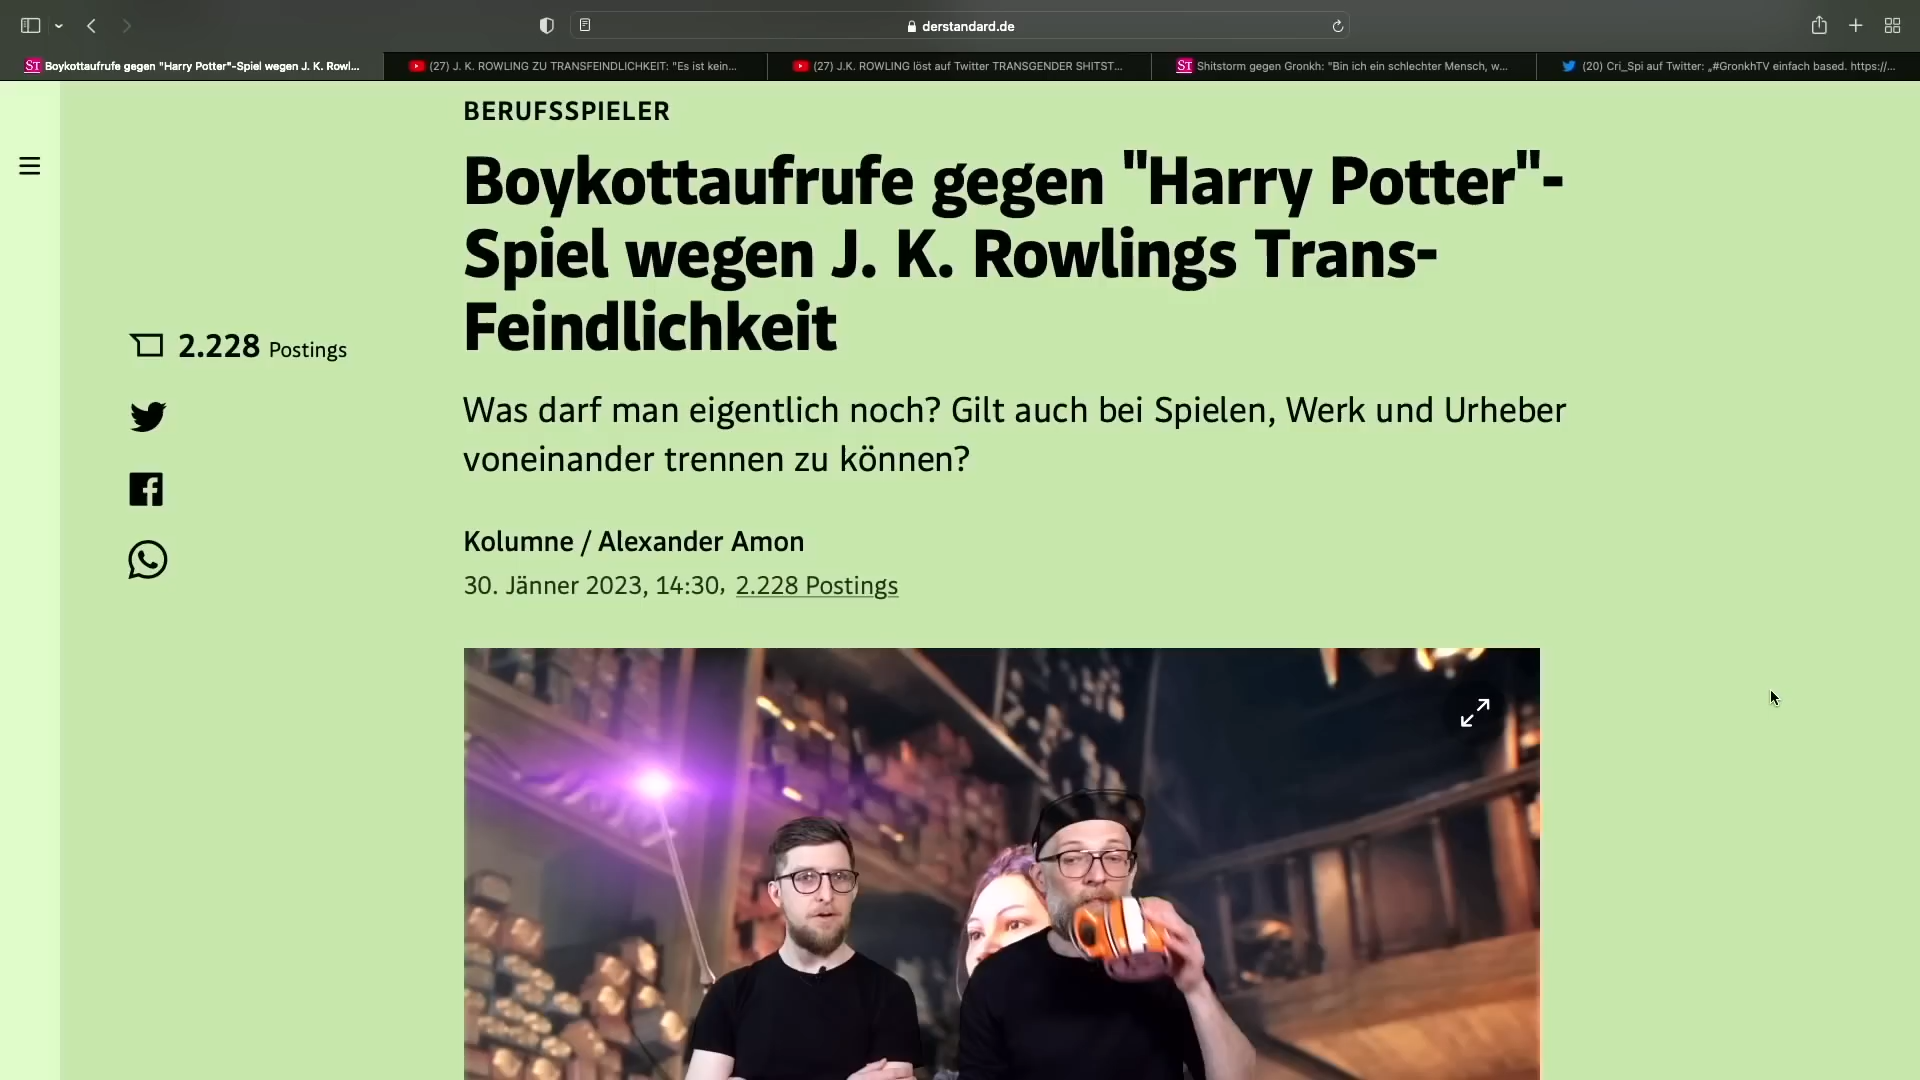 derstandard.de
ST Boykottaufrufe gegen "Harry Potter"-Spiel wegen J. K. Rowl...
(27) J. K. ROWLING ZU TRANSFEINDLICHKEIT: "Es ist kein...
(27) J.K. ROWLING löst auf Twitter TRANSGENDER SHITST...
ST Shitstorm gegen Gronkh: "Bin ich ein schlechter Mensch, w...
(20) Cri_Spi auf Twitter: „#GronkhTV einfach based. https://...
BERUFSSPIELER
Boykottaufrufe gegen "Harry Potter"-
Spiel wegen J. K. Rowlings Trans-
Feindlichkeit
2.228 Postings
Was darf man eigentlich noch? Gilt auch bei Spielen, Werk und Urheber
voneinander trennen zu können?
Kolumne / Alexander Amon
30. Jänner 2023, 14:30, 2.228 Postings